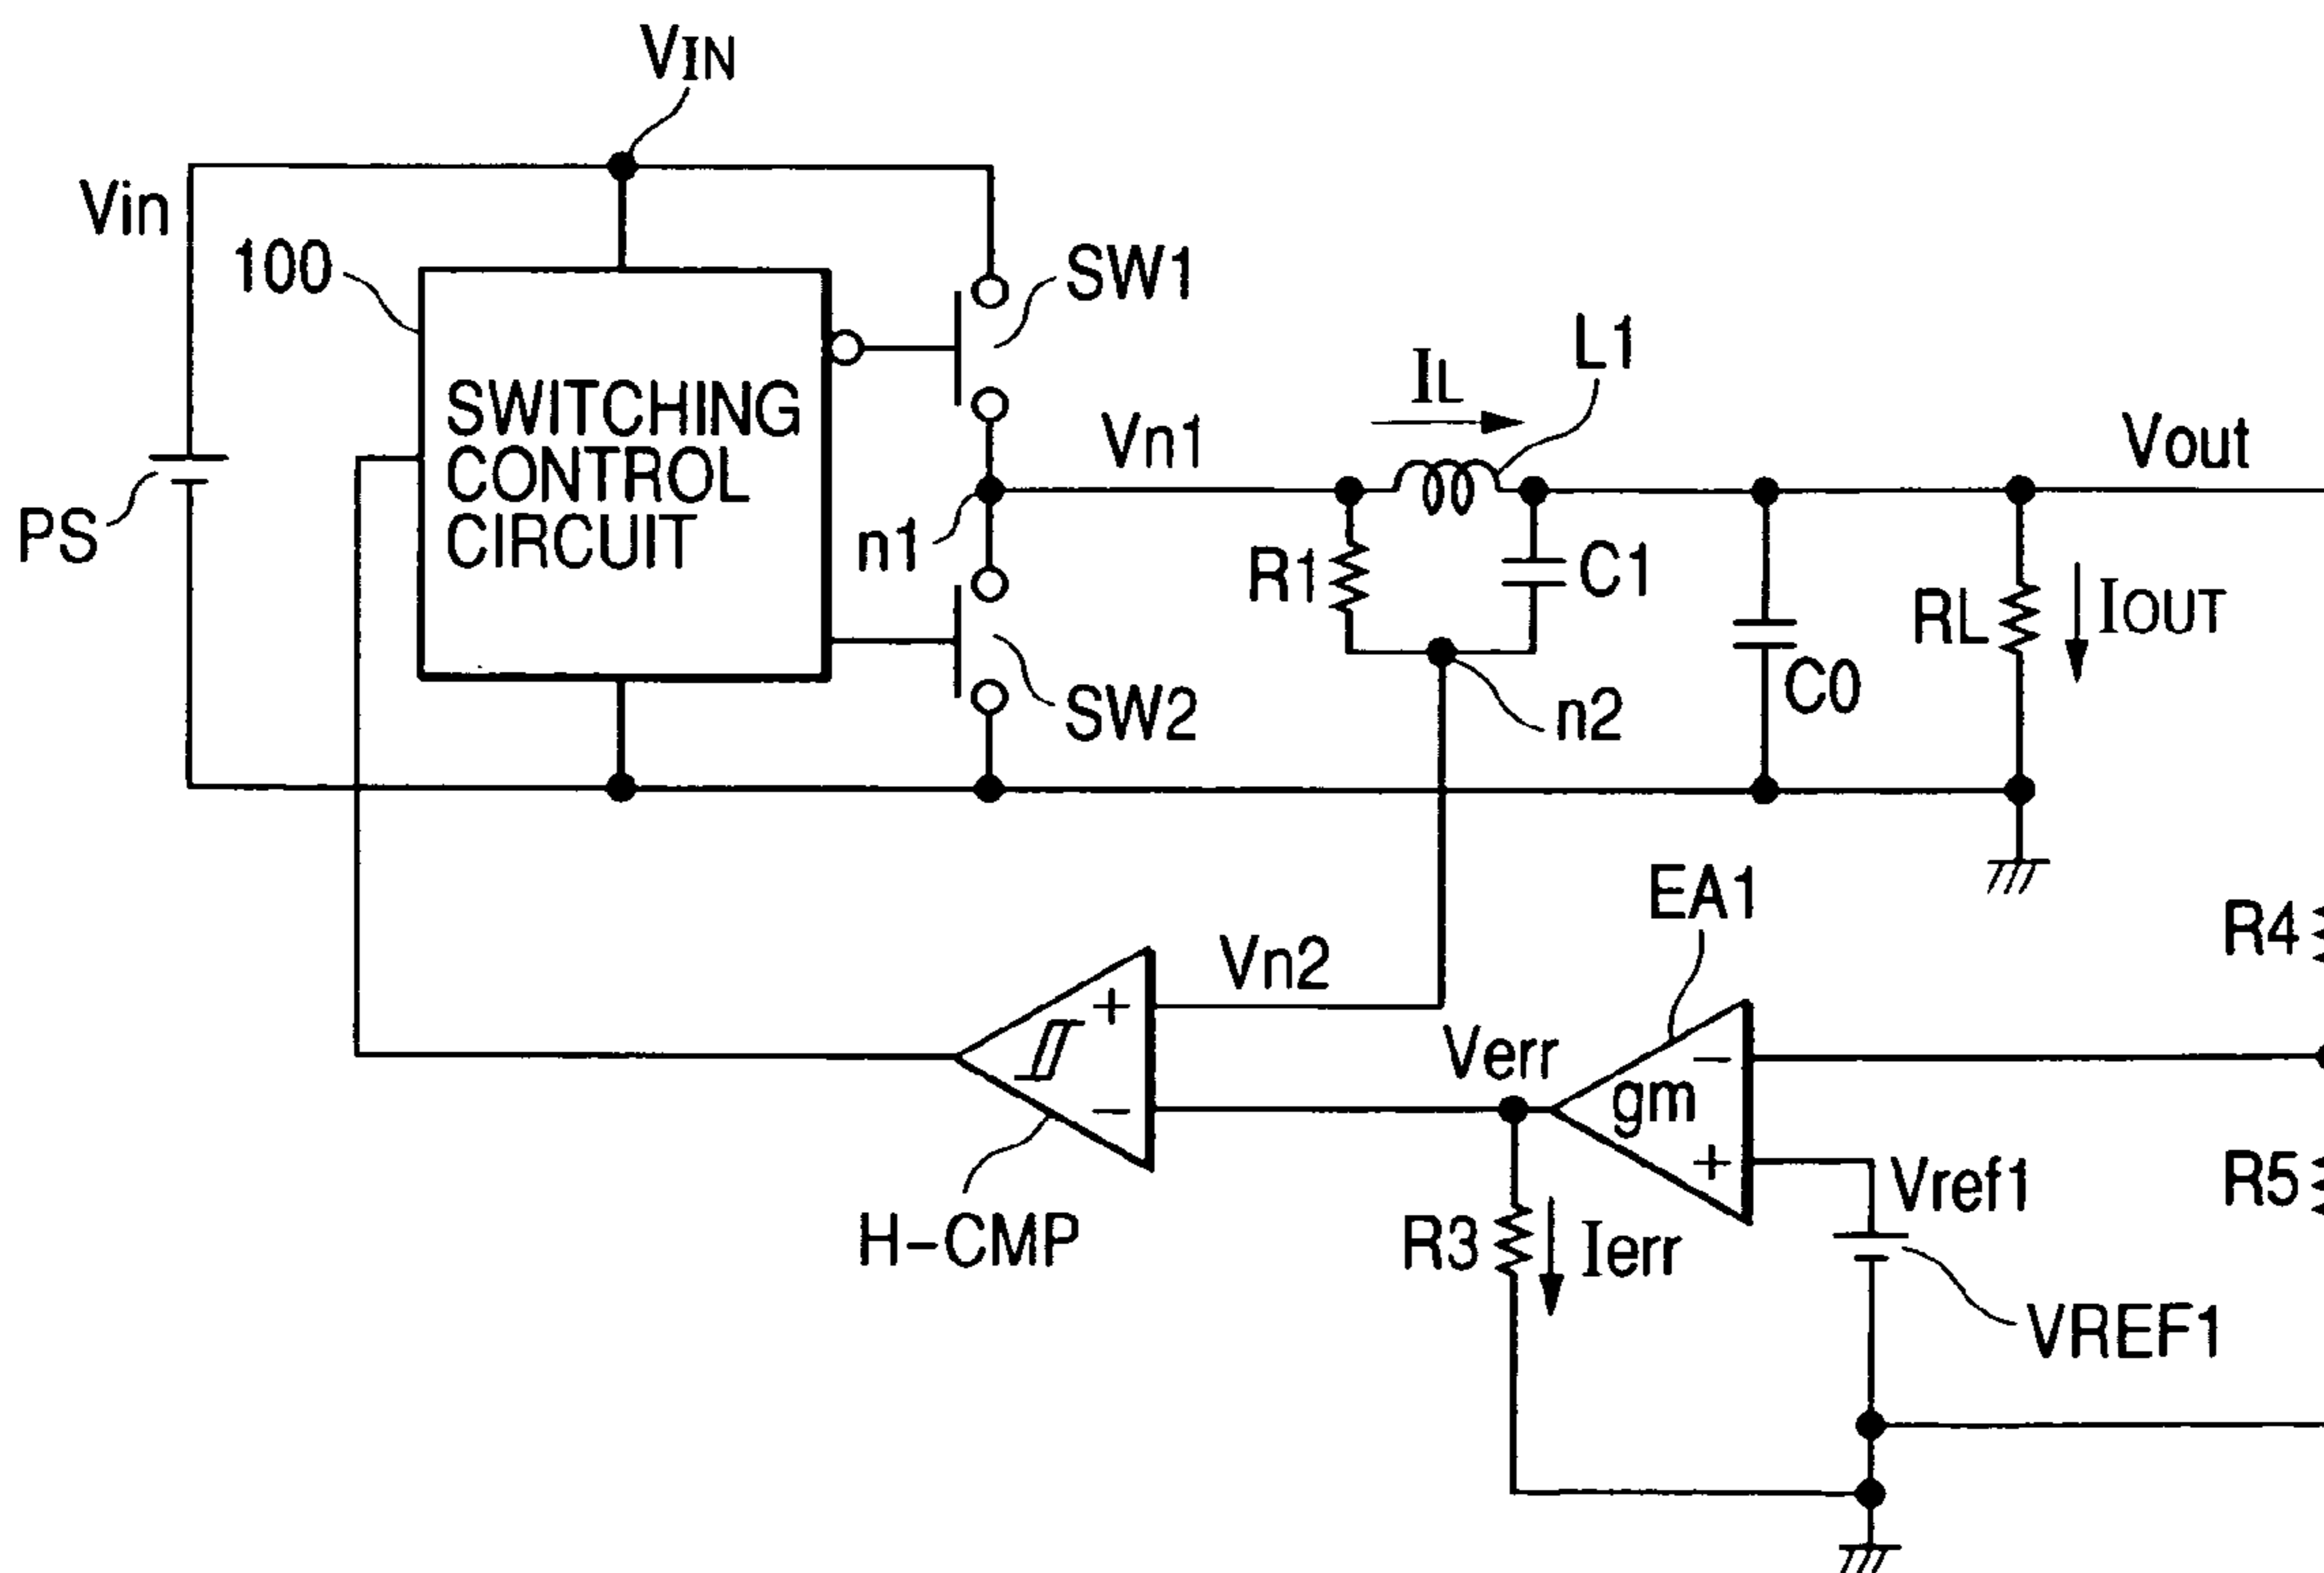 VIN
Vin
100
SW1
L1
IL
SWITCHING
CONTROL
CIRCUIT
Vn1
Vout
PS
n1
R1
C1
RL
IOUT
SW2
n2
C0
EA1
R4
Vn2
+
Verr
−
gm
−
+
Vref1
R5
H-CMP
R3
Ierr
VREF1